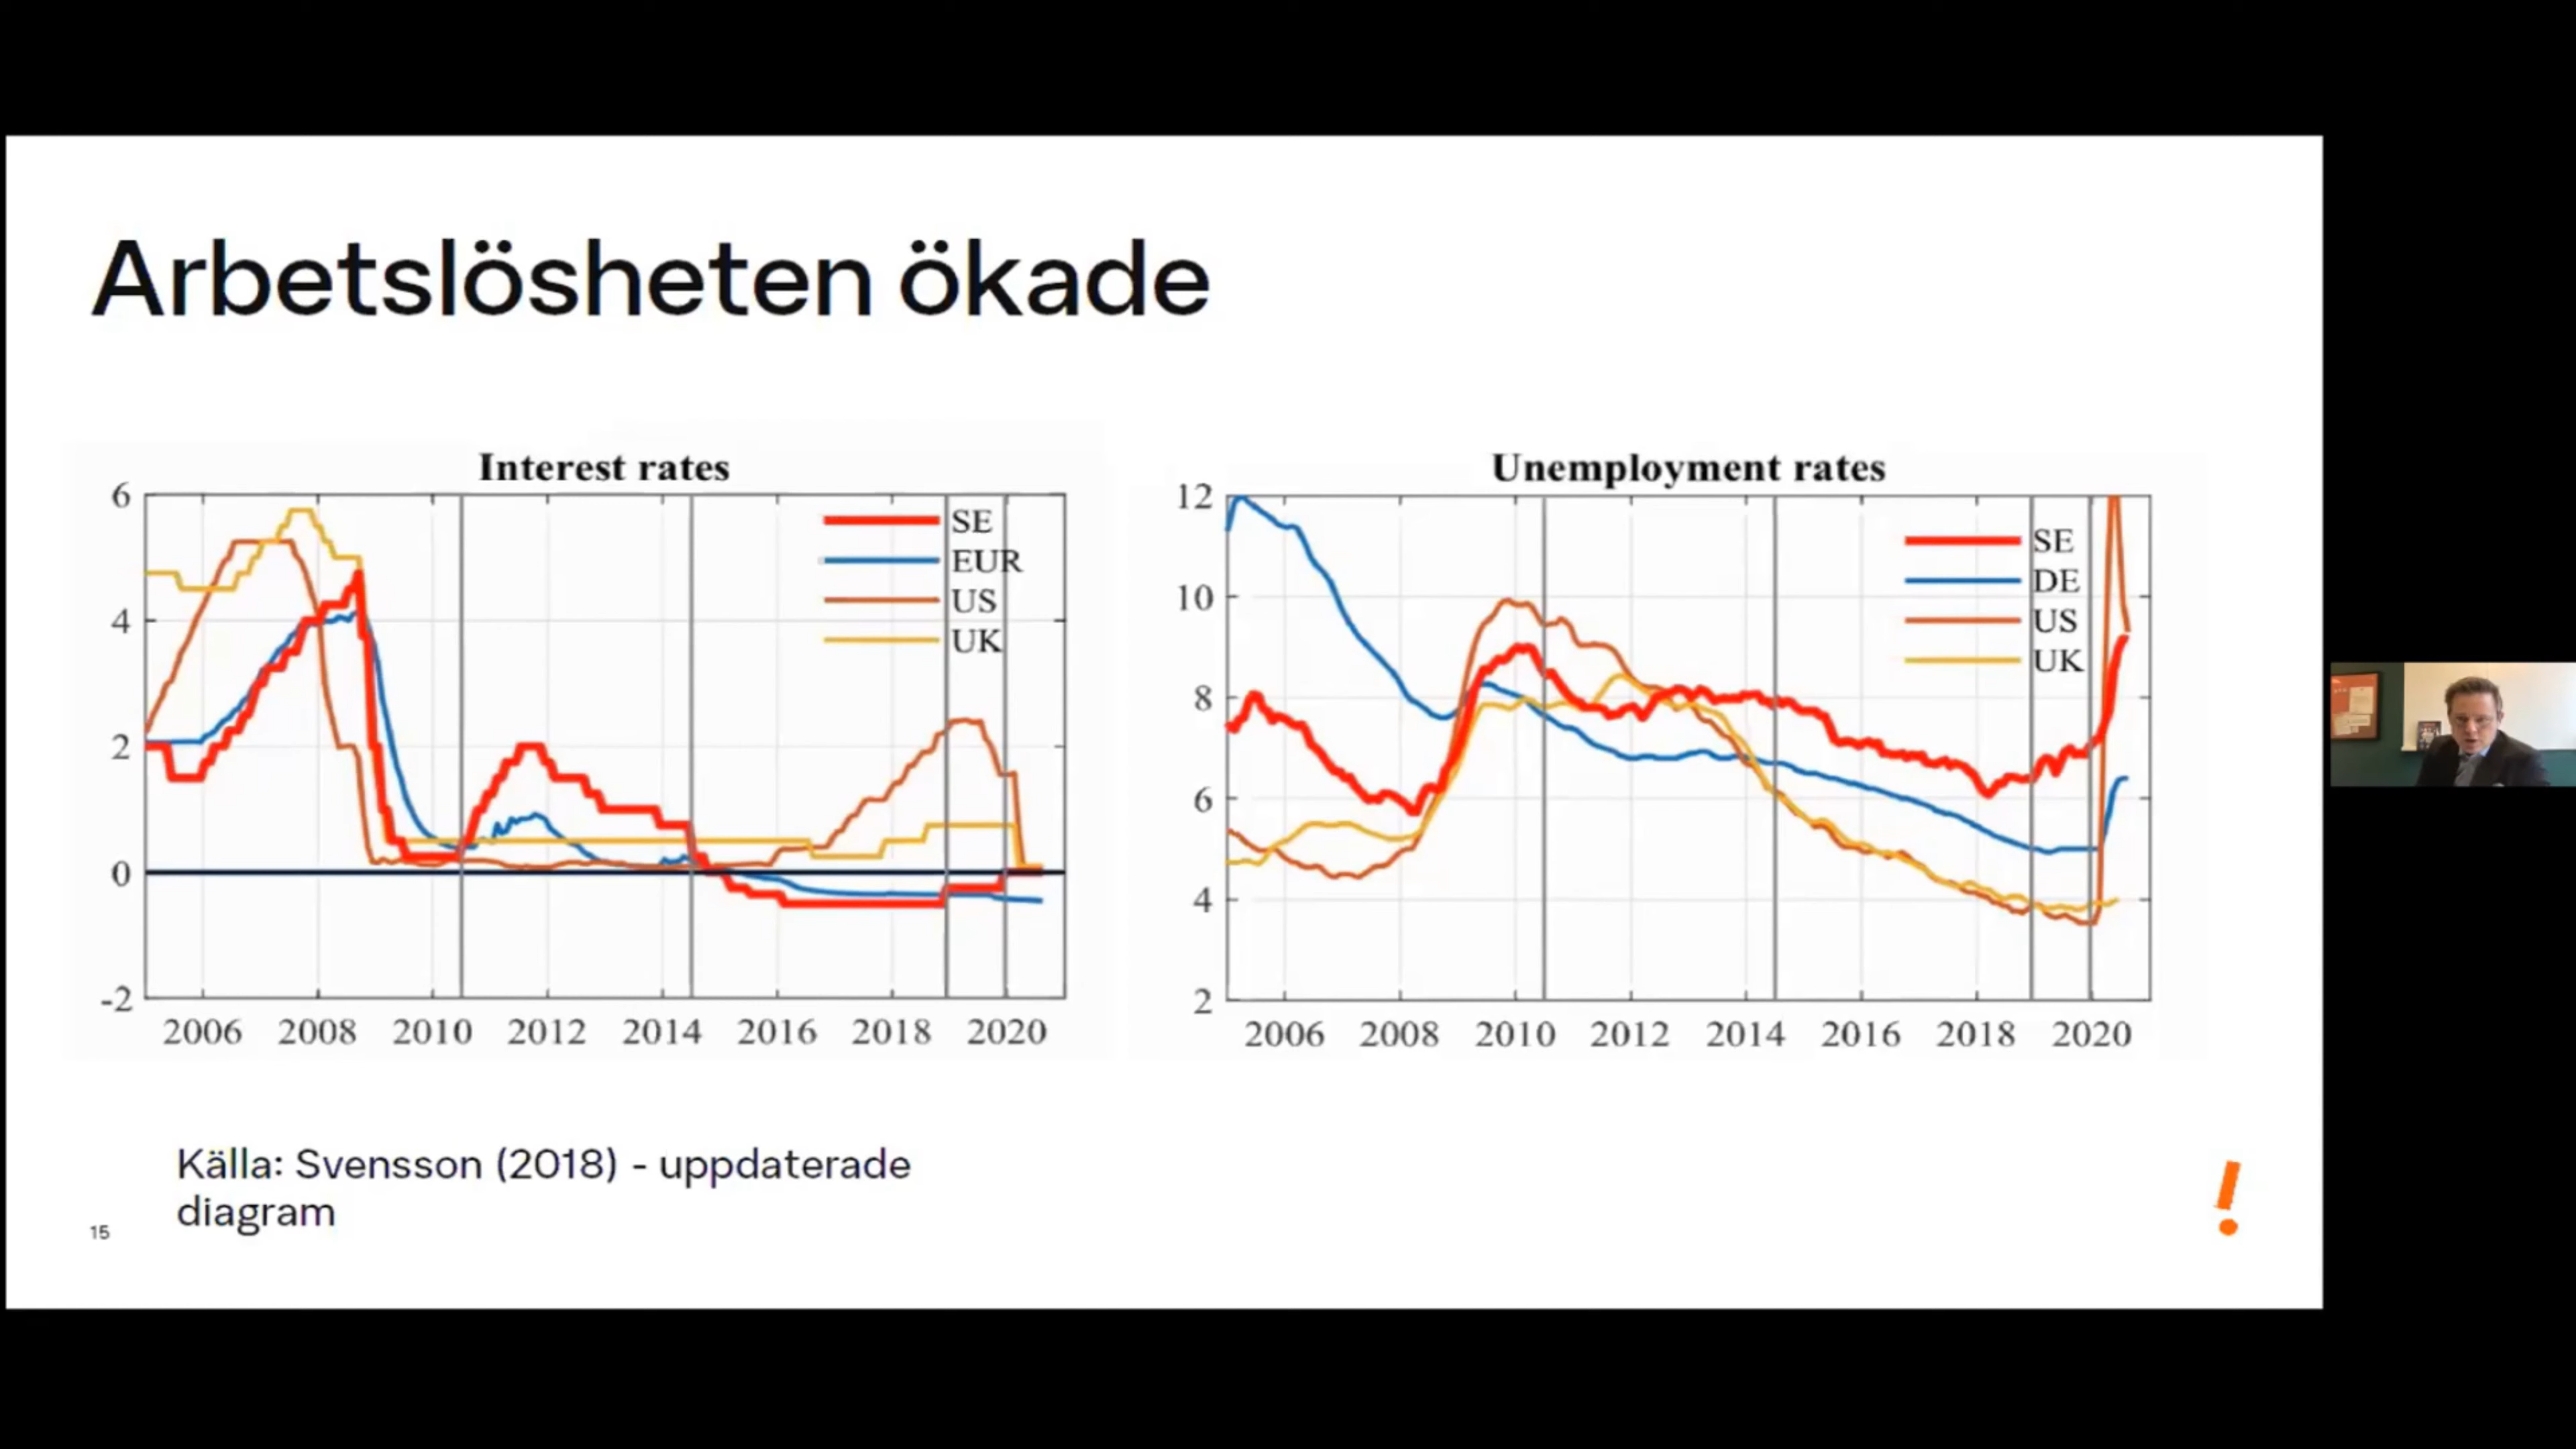 Arbetslösheten ökade
Interest rates
6
4
2
0
-2
2006 2008 2010 2012 2014 2016 2018 2020
SE
EUR
US
UK
Unemployment rates
12
10
8
6
4
2
2006 2008 2010 2012 2014 2016 2018 2020
SE
DE
US
UK
Källa: Svensson (2018) - uppdaterade
diagram
15
!